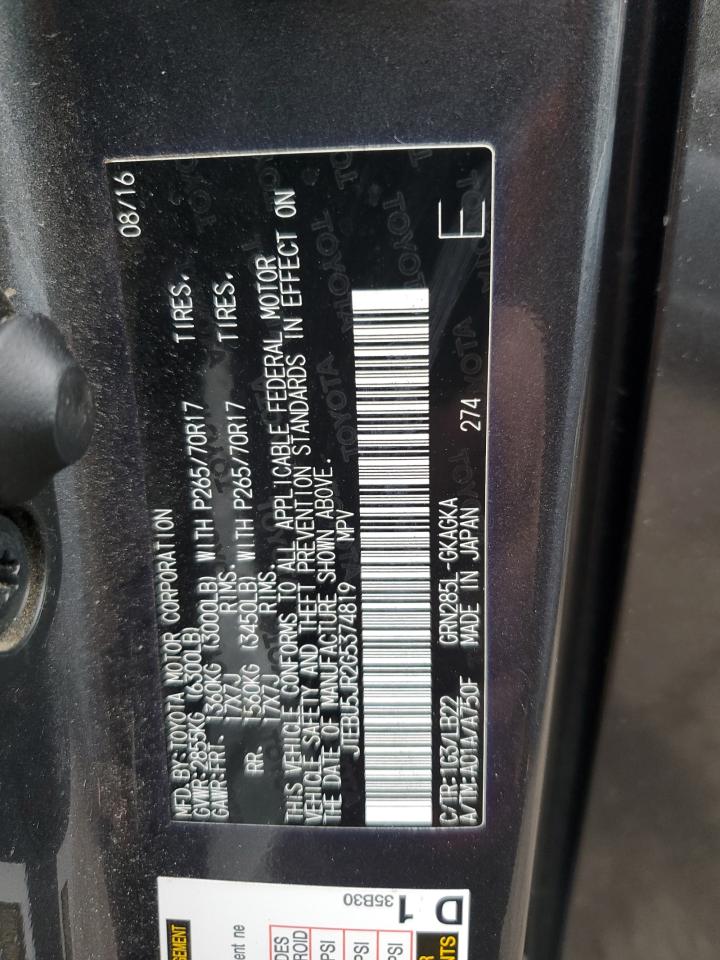 MFD.BY:TOYOTA MOTOR CORPORATION 08/16
GVWR:2855KG (6300LB)
GAWR:FRT. 1360KG (3000LB) WITH P265/70R17 TIRES.
17X7J RIMS.
RR. 1560KG (3450LB) WITH P265/70R17 TIRES.
17X7J RIMS.
THIS VEHICLE CONFORMS TO ALL APPLICABLE FEDERAL MOTOR
VEHICLE SAFETY AND THEFT PREVENTION STANDARDS IN EFFECT ON
THE DATE OF MANUFACTURE SHOWN ABOVE.
JTEBU5JR2G5374819 MPV
C/TR:1G3/LB22 GRN285L-GKAGKA 274
A/TM:A01A/A750F MADE IN JAPAN
E
D1
35B30